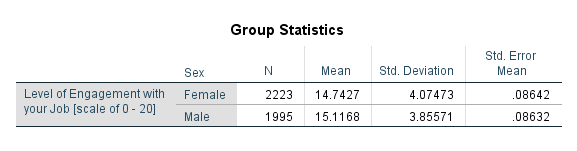 Group Statistics
Sex N Mean Std. Deviation Std. Error Mean
Level of Engagement with your Job [scale of 0 - 20] Female 2223 14.7427 4.07473 .08642
Male 1995 15.1168 3.85571 .08632